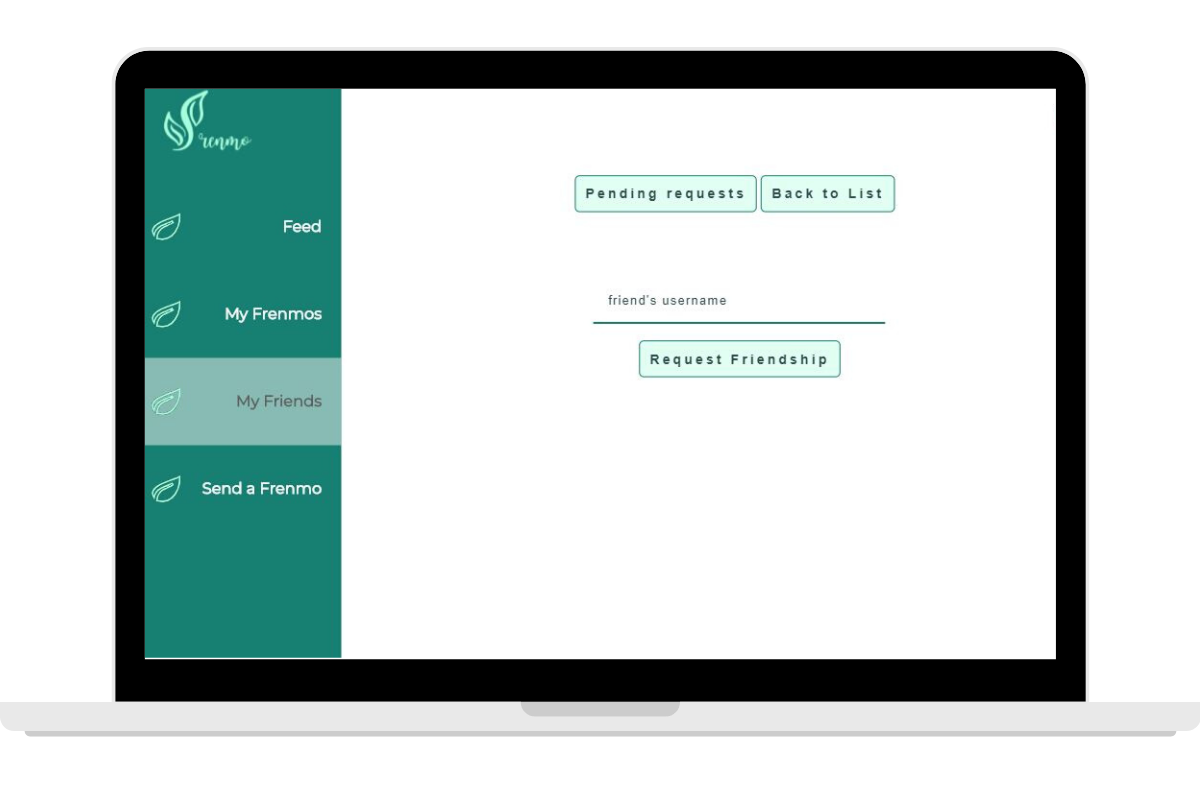 Frenmo
Feed
My Frenmos
My Friends
Send a Frenmo
Pending requests Back to List
friend's username
Request Friendship